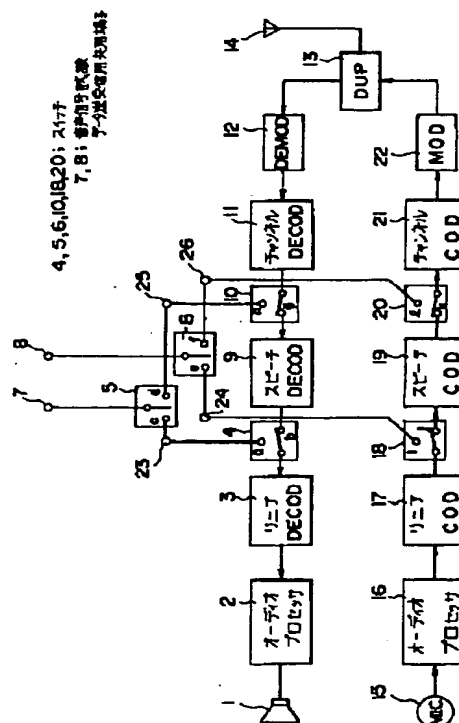 4,5,6,10,18,20; スイッチ
7,8; 音声信号試験
データ送受信用共用端子
7
8
5
c
d
6
e
f
23
24
25
26
14
1
2
オーディオ
プロセッサ
3
リニア
DECOD
4
a
b
9
スピーチ
DECOD
10
11
チャンネル
DECOD
12
DEMOD
13
DUP
15
MIC
16
オーディオ
プロセッサ
17
リニア
COD
18
i
j
19
スピーチ
COD
20
l
k
21
チャンネル
COD
22
MOD